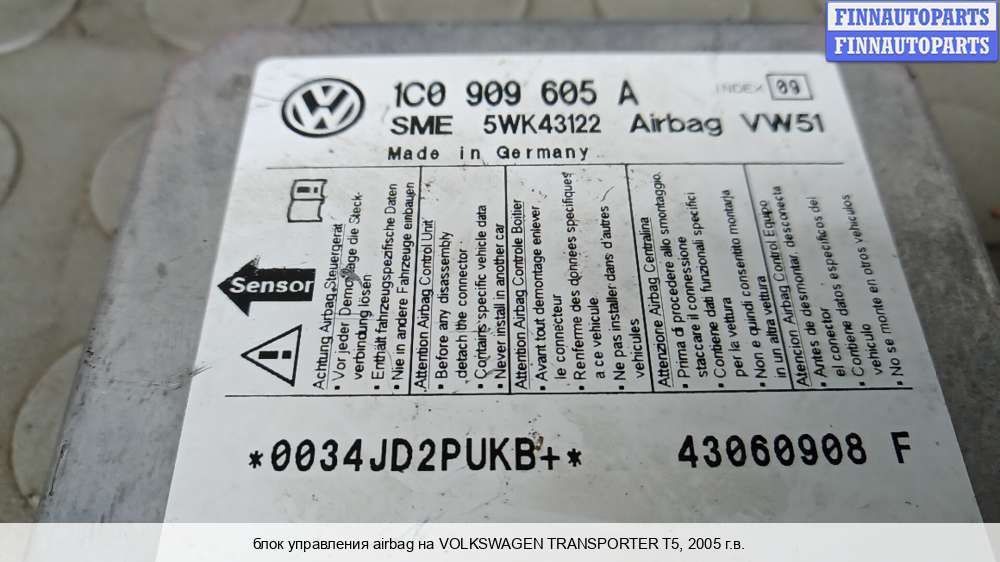 FINNAUTOPARTS
FINNAUTOPARTS
1C0 909 605 A
INDEX 09
SME 5WK43122 Airbag VW51
Made in Germany
Sensor
Achtung Airbag Steuergerät
• Vor jeder Demontage die Steck-
verbindung lösen
• Enthält fahrzeugspezifische Daten
• Nie in andere Fahrzeuge einbauen
Attention Airbag Control Unit
• Before any disassembly
detach the connector
• Contains specific vehicle data
• Never install in another car
Attention Airbag Controle Boitier
• Avant tout demontage enlever
le connecteur
• Renferme des données specifiques
a ce vehicule.
• Ne pas installer dans d'autres
vehicules
Attenzione Airbag Centralina
• Prima di procedere allo smontaggio,
staccare il connessione
• Contiene dati funzionali specifici
per la vettura
• Non e quindi consentito montarla
in un altra vettura
Atencion Airbag Control Equipo
• Antes de desmontar, desconecta
el conector
• Contiene datos especificos del
vehiculo
• No se monte en otros vehiculos
*0034JD2PUKB+*
43060908 F
блок управления airbag на VOLKSWAGEN TRANSPORTER T5, 2005 г.в.